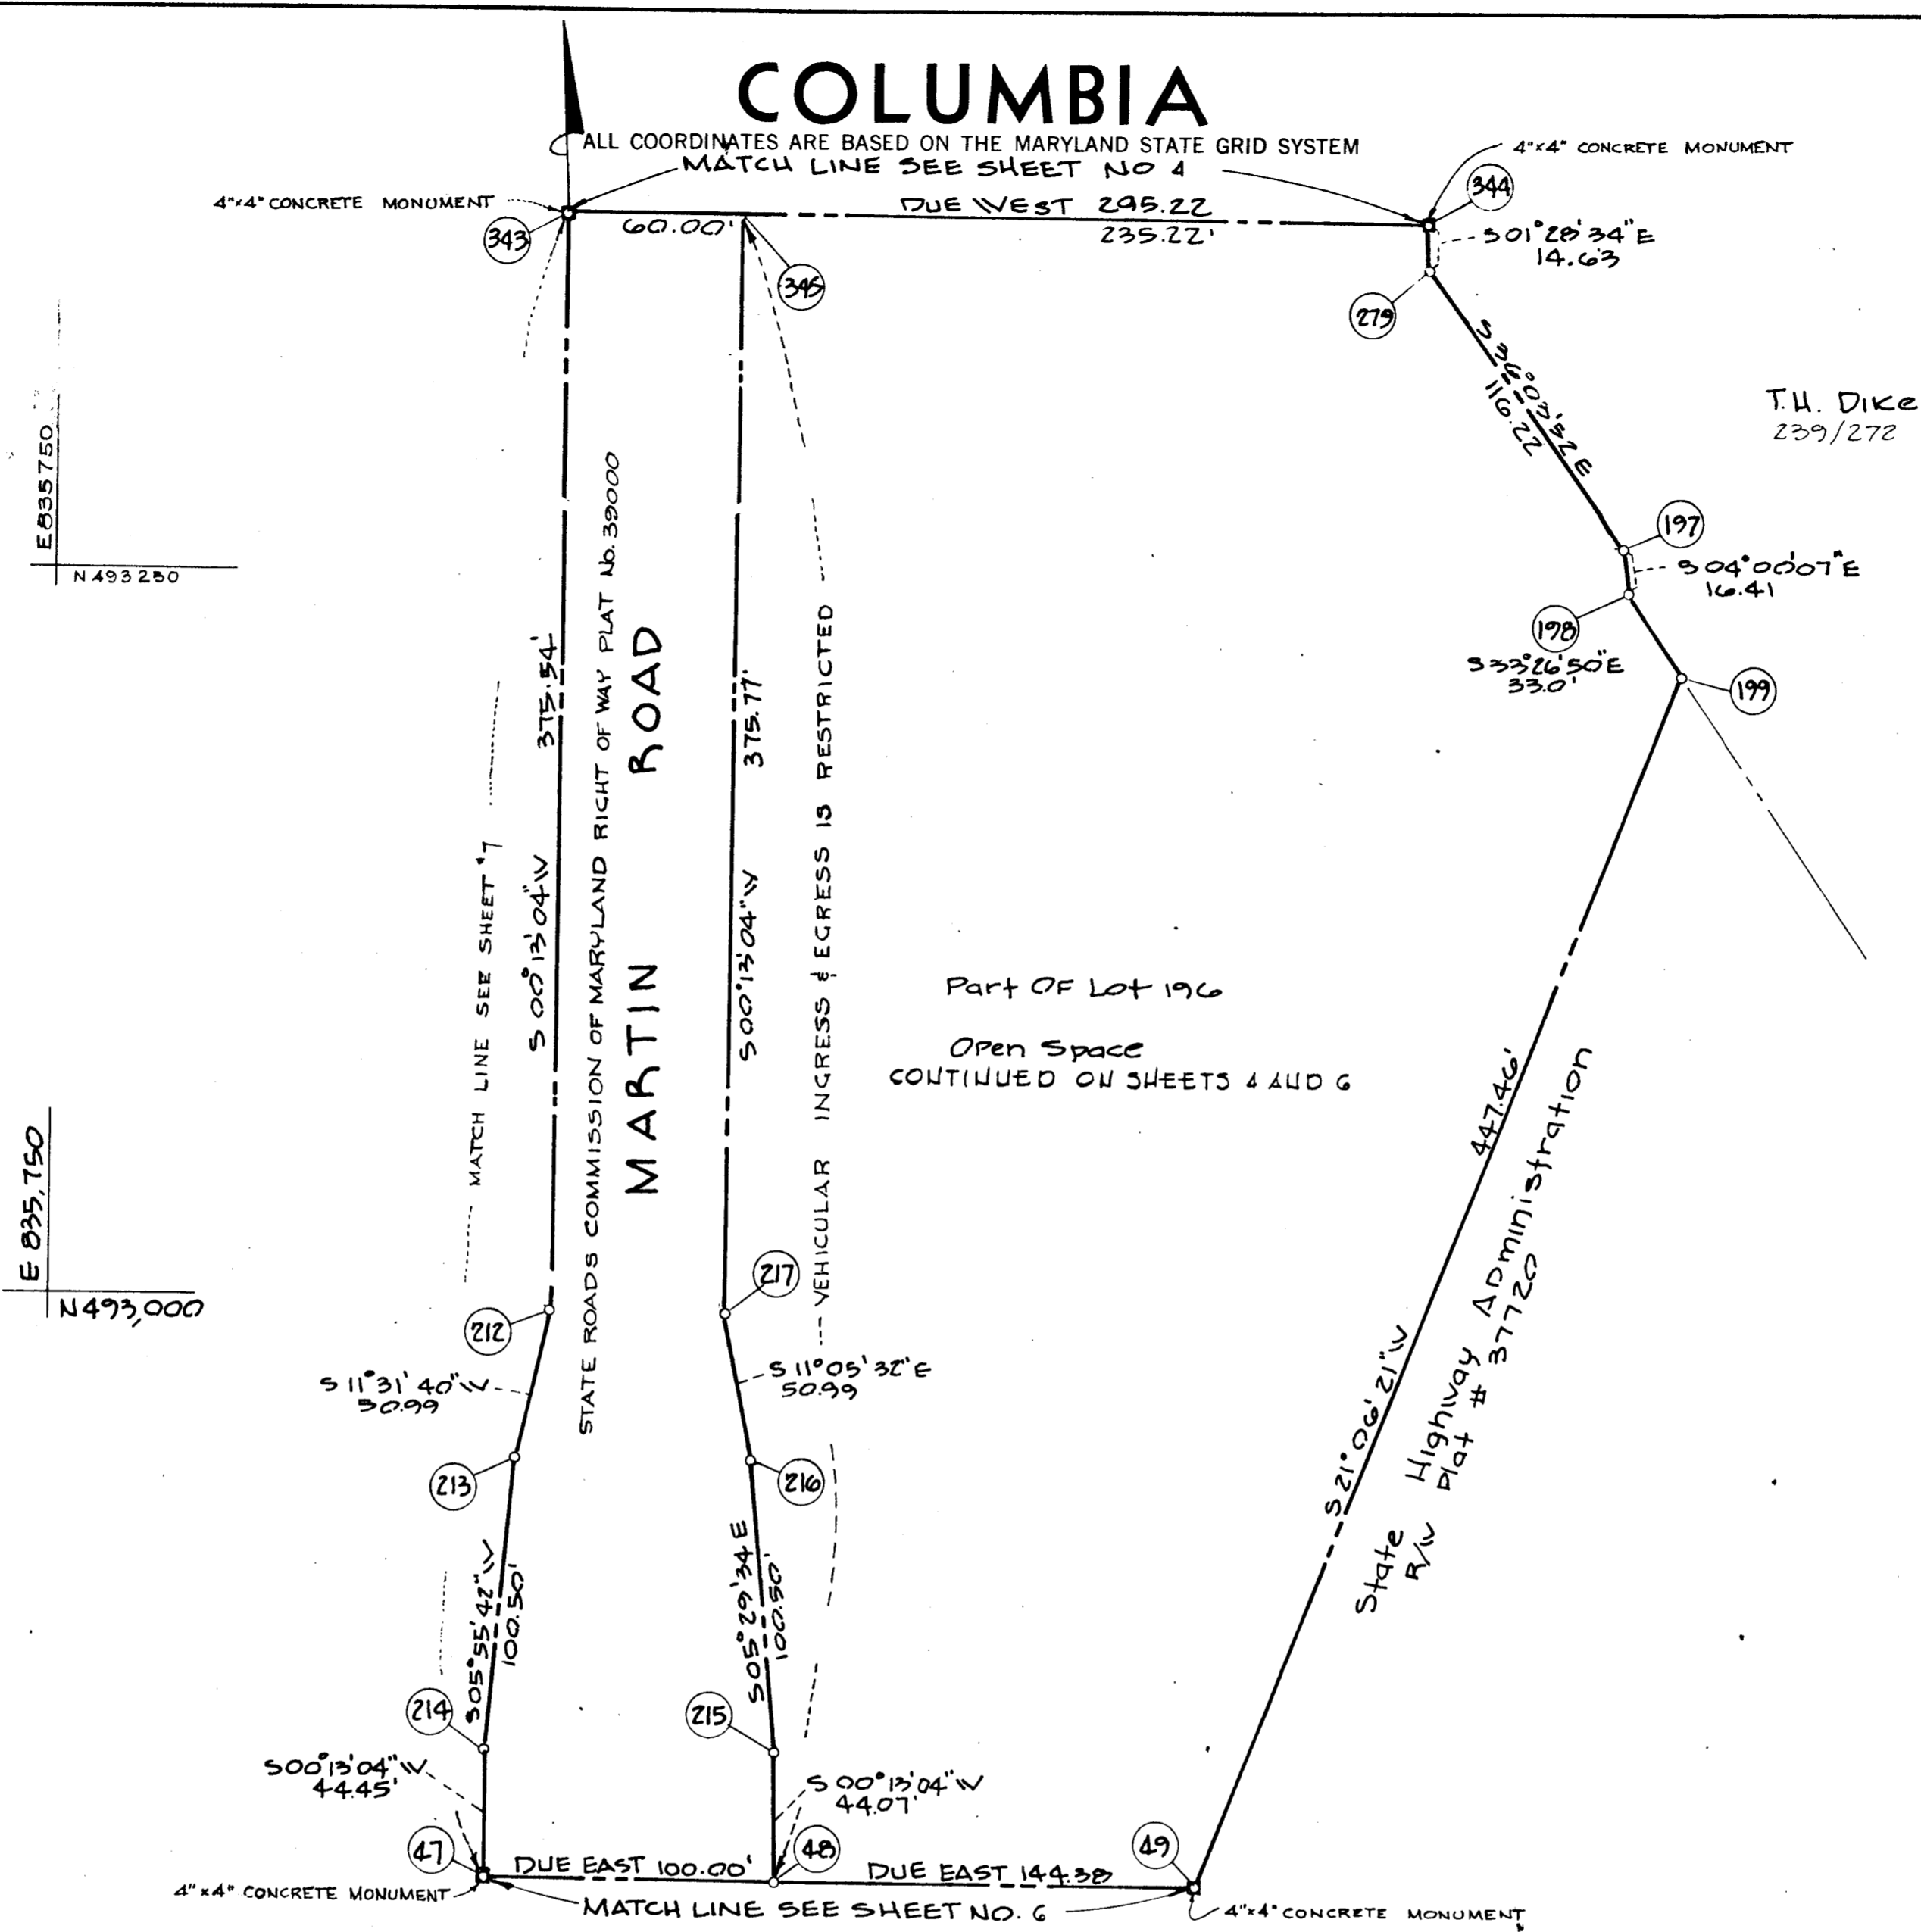 COLUMBIA
ALL COORDINATES ARE BASED ON THE MARYLAND STATE GRID SYSTEM
MATCH LINE SEE SHEET NO 4
4"x4" CONCRETE MONUMENT
4"x4" CONCRETE MONUMENT
343
344
DUE WEST 295.22
60.00'
235.22'
345
S01°28'34"E
14.63
279
S36°07'32 E
116.22
T.H. Dike
239/272
E835750
N493250
197
S04°00'07"E
16.41
198
S33°26'50"E
33.0'
199
375.54'
S00°13'04"W
MATCH LINE SEE SHEET #7
STATE ROADS COMMISSION OF MARYLAND RIGHT OF WAY PLAT No. 39000
MARTIN ROAD
375.77'
S00°13'04"W
VEHICULAR INGRESS & EGRESS IS RESTRICTED
Part OF Lot 196
Open Space
CONTINUED ON SHEETS 4 AND 6
447.46'
S21°06'21"W
State Highway Administration
R/W Plat # 37720
E 835,750
N493,000
212
217
S11°31'40"W
50.99
S11°05'32"E
50.99
213
216
S05°55'42"W
100.50'
S05°29'34 E
100.50'
214
215
S00°13'04"W
44.45'
S00°13'04"W
44.07'
47
48
49
DUE EAST 100.00'
DUE EAST 144.38
4"x4" CONCRETE MONUMENT
MATCH LINE SEE SHEET NO. 6
4"x4" CONCRETE MONUMENT